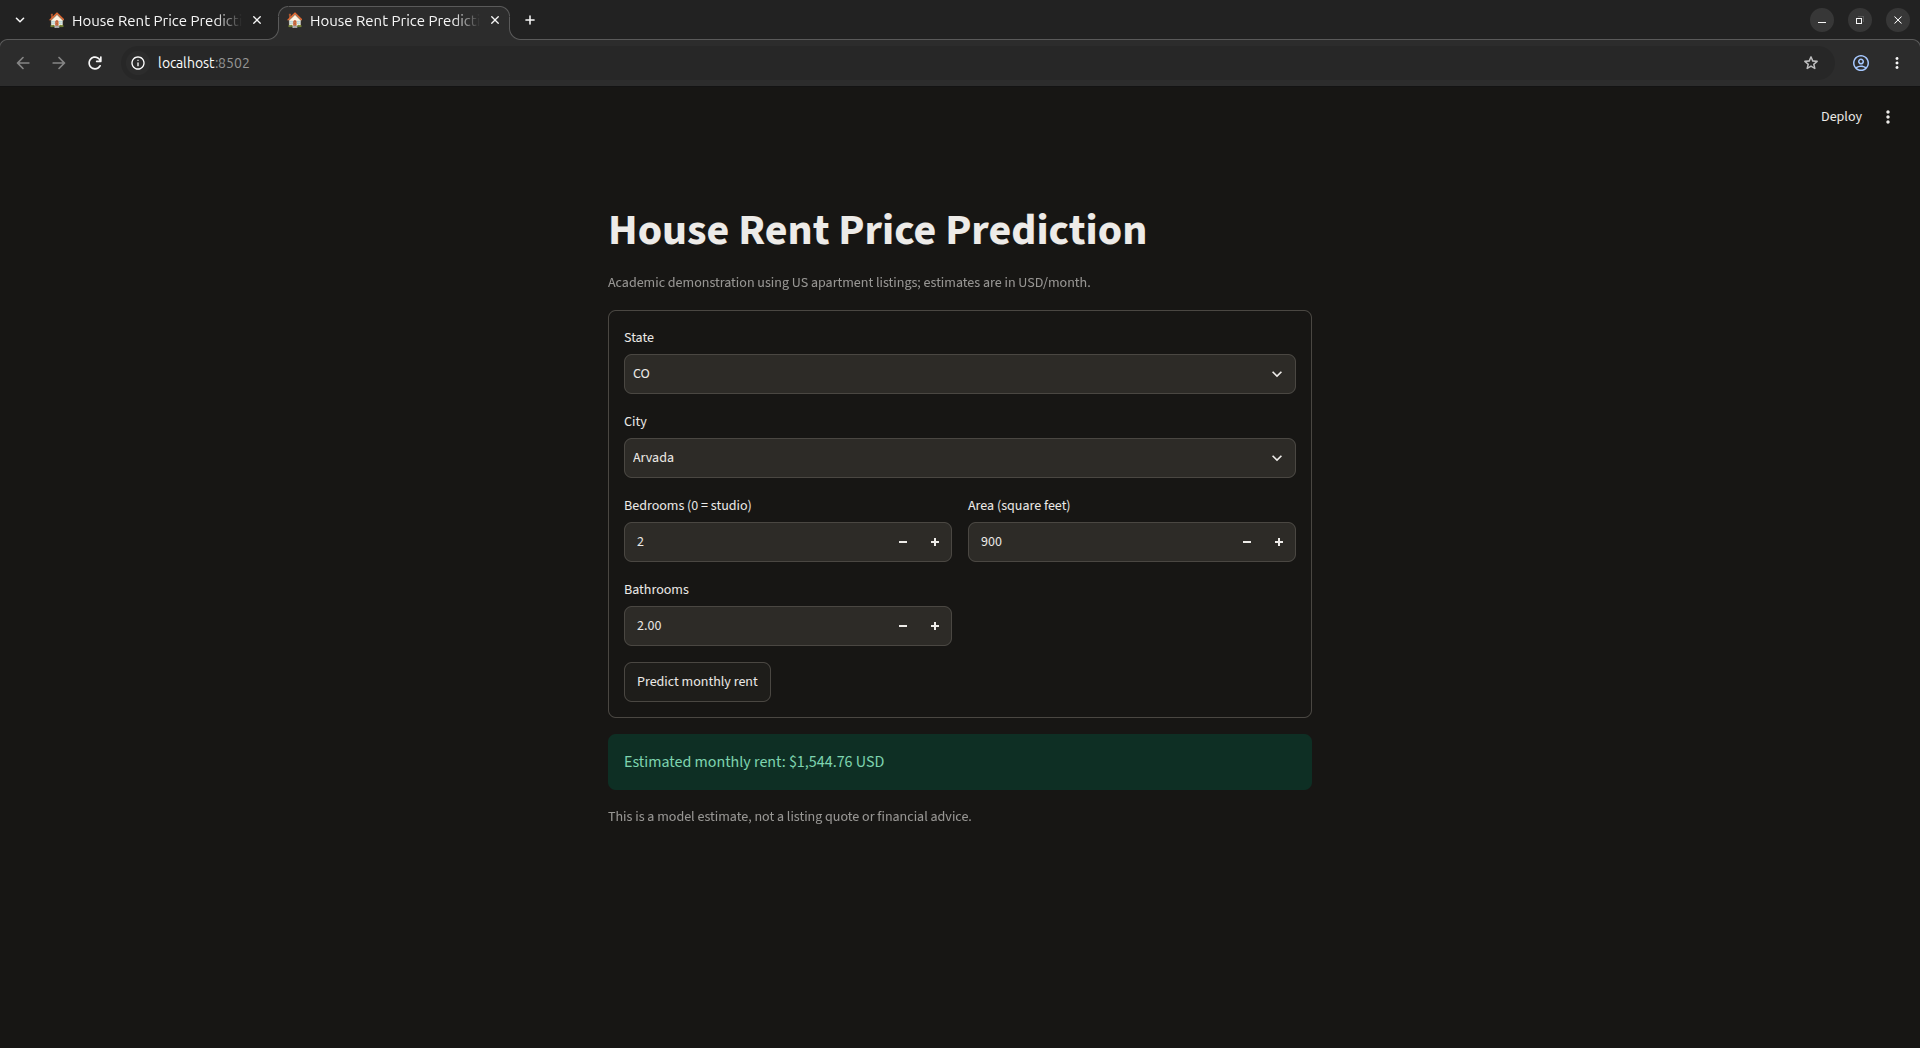 House Rent Price Predict
House Rent Price Predict
localhost:8502
Deploy
House Rent Price Prediction
Academic demonstration using US apartment listings; estimates are in USD/month.
State
CO
City
Arvada
Bedrooms (0 = studio) Area (square feet)
2 900
Bathrooms
2.00
Predict monthly rent
Estimated monthly rent: $1,544.76 USD
This is a model estimate, not a listing quote or financial advice.